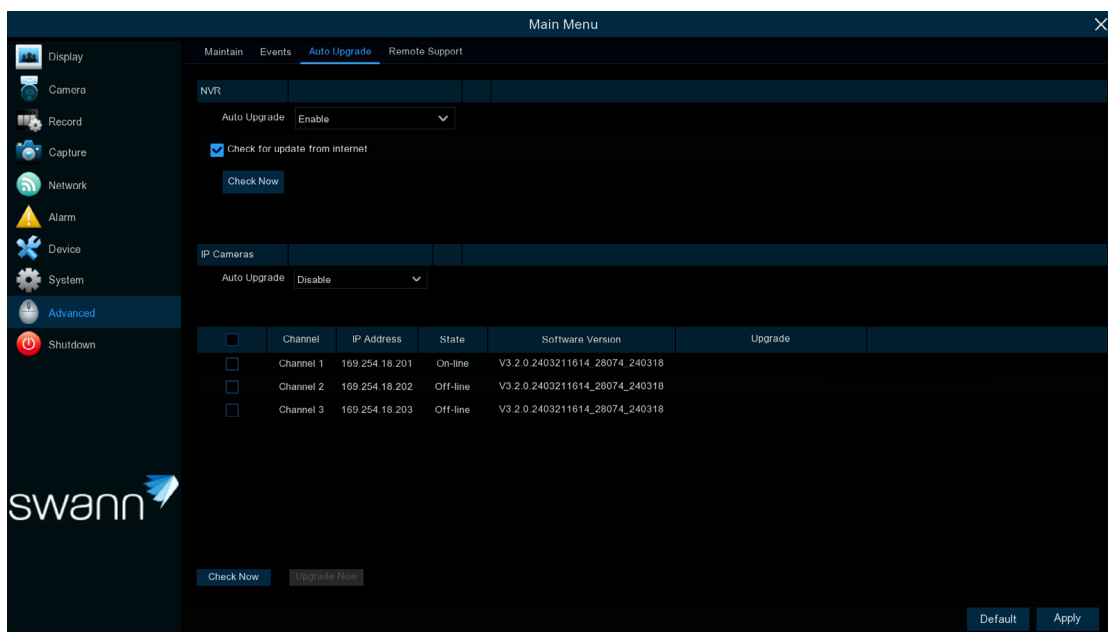 Main Menu
Display
Camera
Record
Capture
Network
Alarm
Device
System
Advanced
Shutdown
swann
Maintain Events Auto Upgrade Remote Support
NVR
Auto Upgrade Enable
Check for update from internet
Check Now
IP Cameras
Auto Upgrade Disable
Channel IP Address State Software Version Upgrade
Channel 1 169.254.18.201 On-line V3.2.0.2403211614_28074_240318
Channel 2 169.254.18.202 Off-line V3.2.0.2403211614_28074_240318
Channel 3 169.254.18.203 Off-line V3.2.0.2403211614_28074_240318
Check Now Upgrade Now
Default Apply